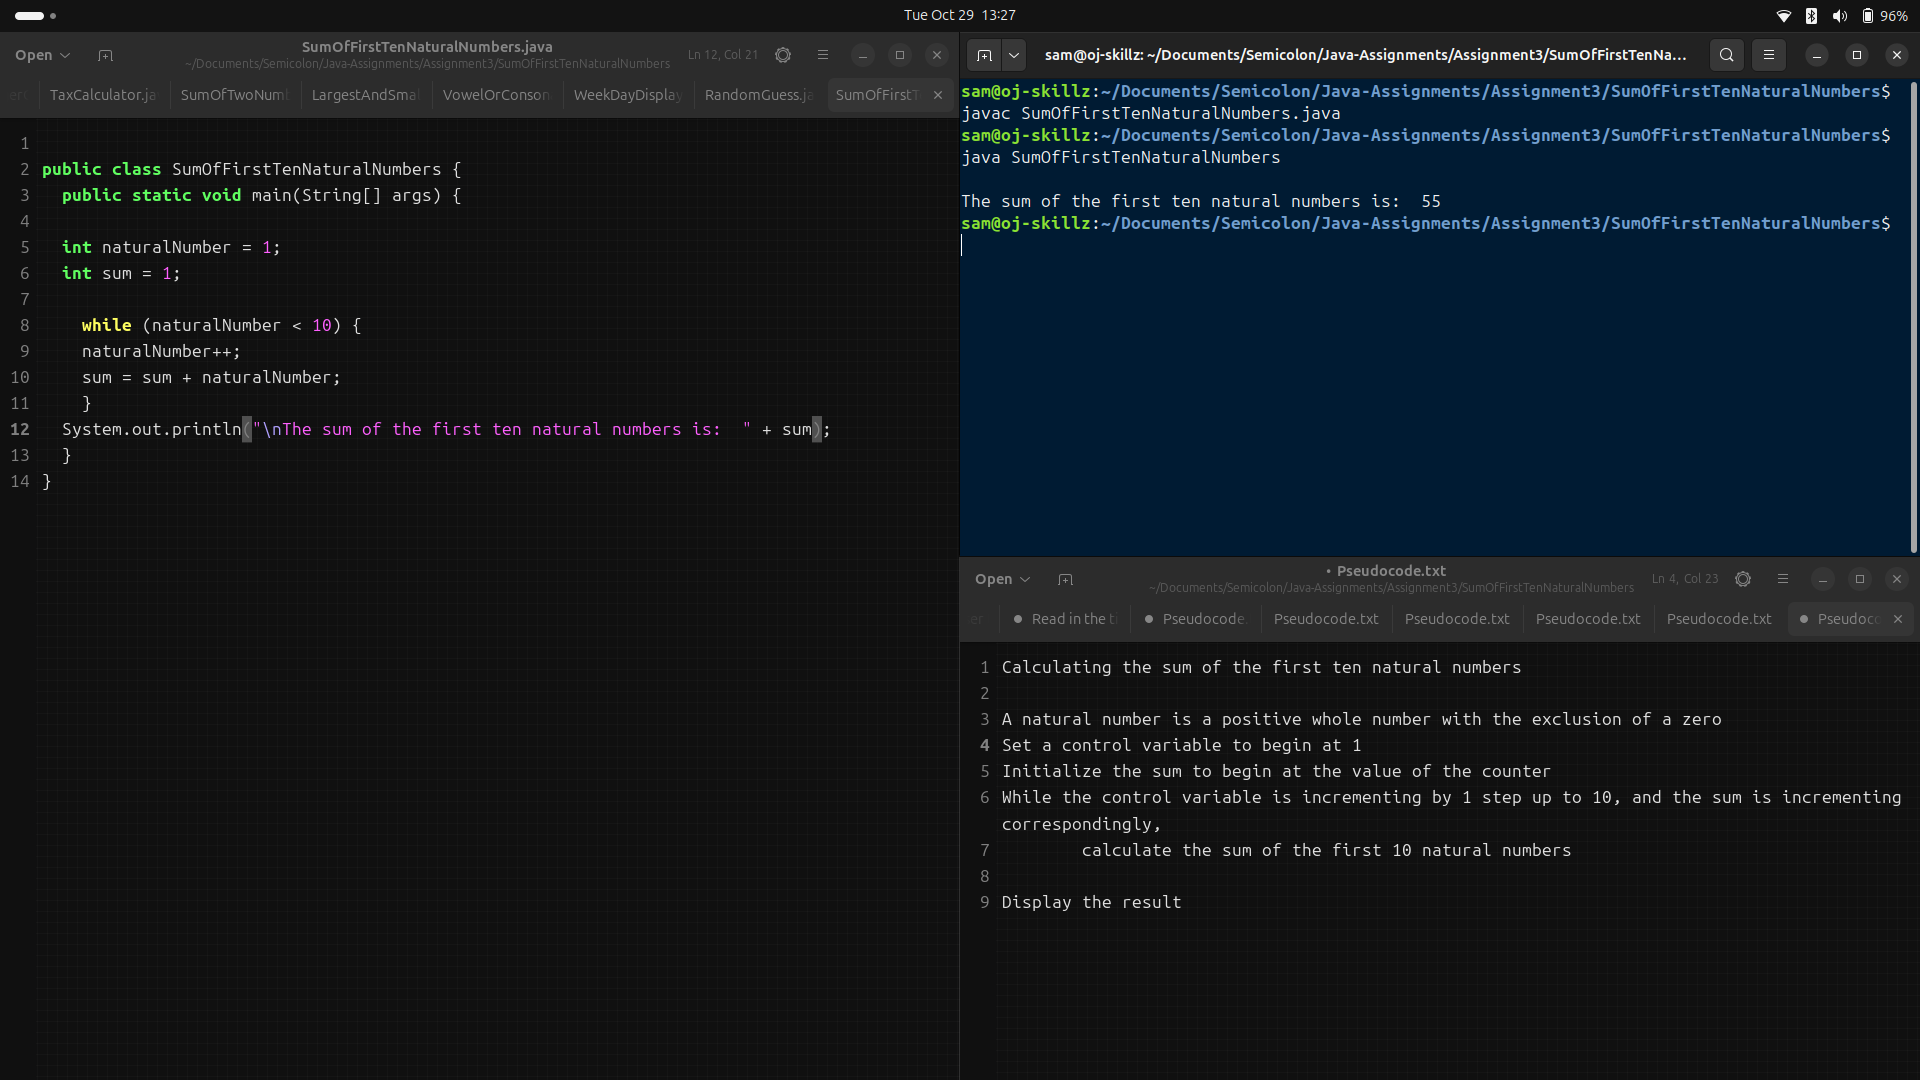 Tue Oct 29 13:27
96%
Open
SumOfFirstTenNaturalNumbers.java
~/Documents/Semicolon/Java-Assignments/Assignment3/SumOfFirstTenNaturalNumbers
Ln 12, Col 21
TaxCalculator.ja
SumOfTwoNum
LargestAndSma
VowelOrConson
WeekDayDisplay
RandomGuess.ja
SumOfFirstT
1
2 public class SumOfFirstTenNaturalNumbers {
3 public static void main(String[] args) {
4
5 int naturalNumber = 1;
6 int sum = 1;
7
8 while (naturalNumber < 10) {
9 naturalNumber++;
10 sum = sum + naturalNumber;
11 }
12 System.out.println("\nThe sum of the first ten natural numbers is:  " + sum);
13 }
14 }
sam@oj-skillz: ~/Documents/Semicolon/Java-Assignments/Assignment3/SumOfFirstTenNa...
sam@oj-skillz:~/Documents/Semicolon/Java-Assignments/Assignment3/SumOfFirstTenNaturalNumbers$
javac SumOfFirstTenNaturalNumbers.java
sam@oj-skillz:~/Documents/Semicolon/Java-Assignments/Assignment3/SumOfFirstTenNaturalNumbers$
java SumOfFirstTenNaturalNumbers
The sum of the first ten natural numbers is:  55
sam@oj-skillz:~/Documents/Semicolon/Java-Assignments/Assignment3/SumOfFirstTenNaturalNumbers$
Open
• Pseudocode.txt
~/Documents/Semicolon/Java-Assignments/Assignment3/SumOfFirstTenNaturalNumbers
Ln 4, Col 23
Read in the t
Pseudocode.
Pseudocode.txt
Pseudocode.txt
Pseudocode.txt
Pseudocode.txt
Pseudoc
1 Calculating the sum of the first ten natural numbers
2
3 A natural number is a positive whole number with the exclusion of a zero
4 Set a control variable to begin at 1
5 Initialize the sum to begin at the value of the counter
6 While the control variable is incrementing by 1 step up to 10, and the sum is incrementing
correspondingly,
7 calculate the sum of the first 10 natural numbers
8
9 Display the result